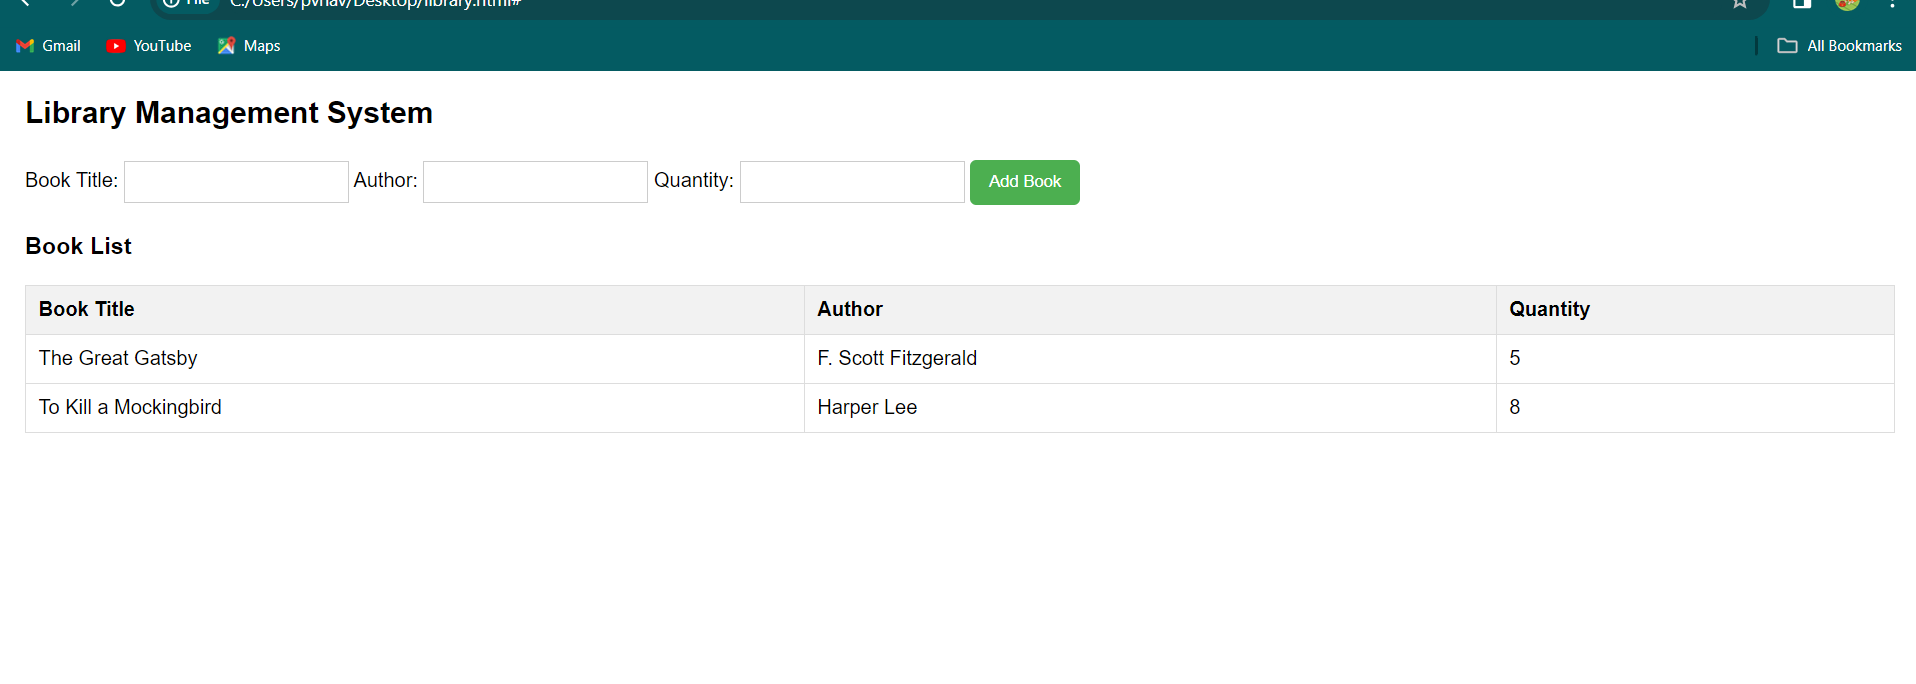 File C:/Users/pvnav/Desktop/library.html#
Gmail YouTube Maps All Bookmarks
Library Management System
Book Title: Author: Quantity: Add Book
Book List
Book Title Author Quantity
The Great Gatsby F. Scott Fitzgerald 5
To Kill a Mockingbird Harper Lee 8